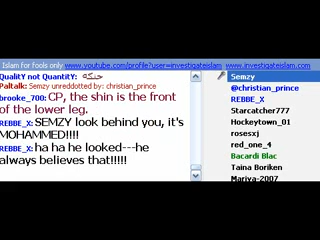 Islam for fools only www.youtube.com/profile?user=investigateislam www.investigateislam.com
QualitY not QuantitY: حنكه
Paltalk: Semzy unreddotted by: christian_prince
brooke_700: CP, the shin is the front
of the lower leg.
REBBE_X: SEMZY look behind you, it's
MOHAMMED!!!!
REBBE_X: ha ha he looked---he
always believes that!!!!!
Semzy
@christian_prince
REBBE_X
Starcatcher777
Hockeytown_01
rosesxj
red_one_4
Bacardi Blac
Taina Boriken
Mariya-2007